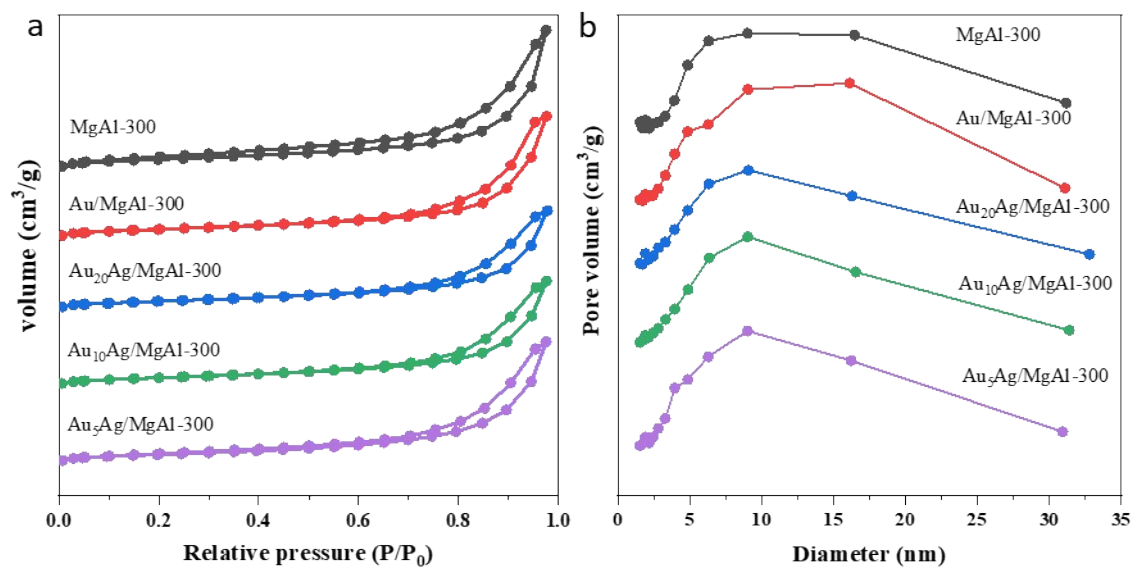 a
volume (cm³/g)
MgAl-300
Au/MgAl-300
Au₂₀Ag/MgAl-300
Au₁₀Ag/MgAl-300
Au₅Ag/MgAl-300
0.0 0.2 0.4 0.6 0.8 1.0
Relative pressure (P/P₀)
b
Pore volume (cm³/g)
MgAl-300
Au/MgAl-300
Au₂₀Ag/MgAl-300
Au₁₀Ag/MgAl-300
Au₅Ag/MgAl-300
0 5 10 15 20 25 30 35
Diameter (nm)